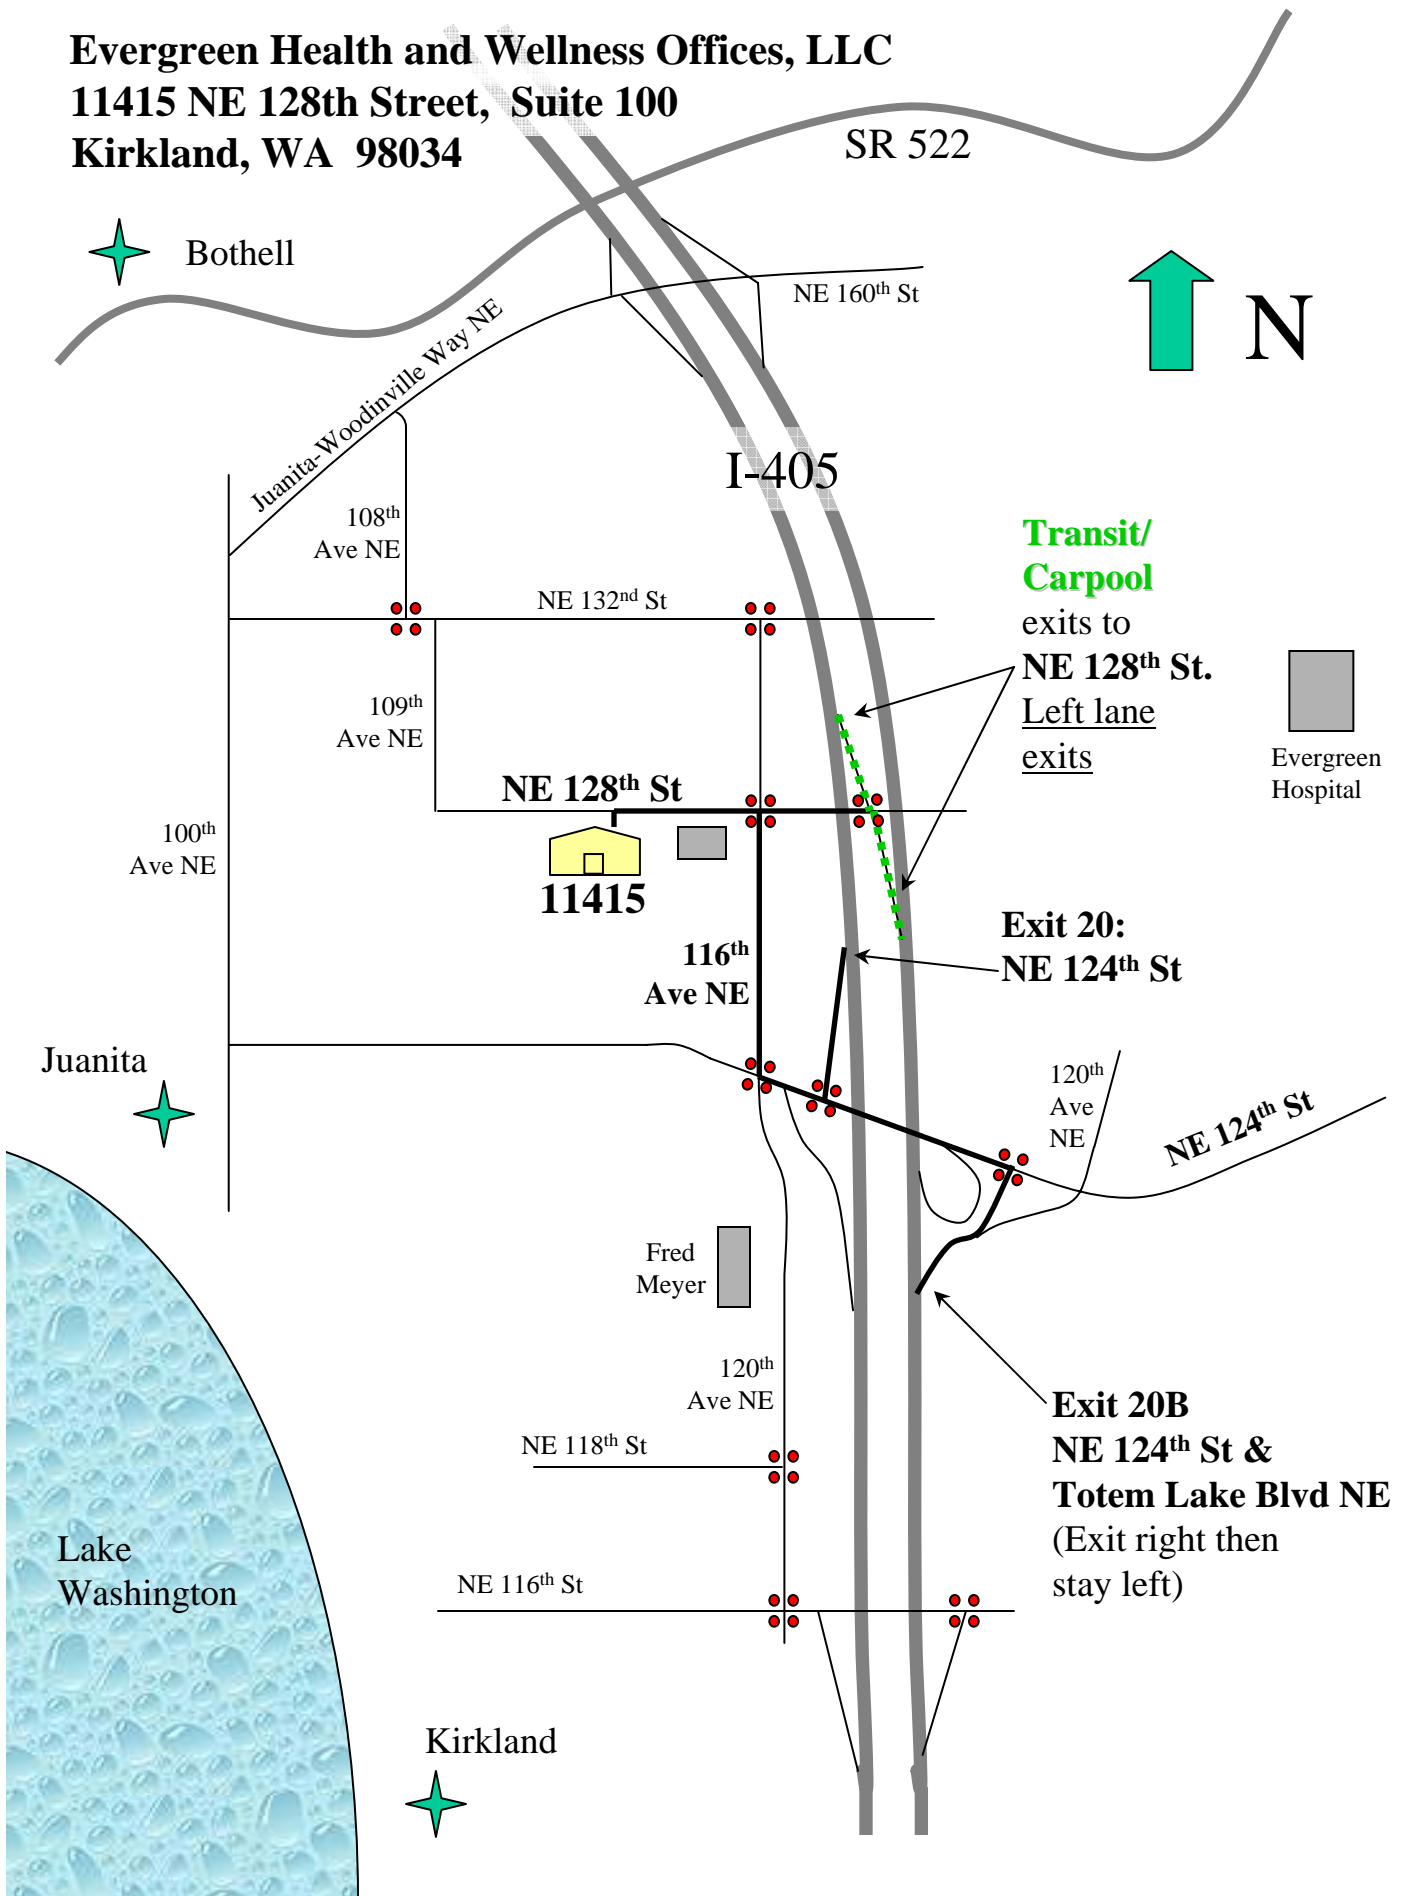 Evergreen Health and Wellness Offices, LLC
11415 NE 128th Street, Suite 100
Kirkland, WA 98034
SR 522
Bothell
NE 160th St
N
Juanita-Woodinville Way NE
I-405
108th
Ave NE
Transit/
Carpool
exits to
NE 128th St.
Left lane
exits
NE 132nd St
109th
Ave NE
Evergreen
Hospital
NE 128th St
100th
Ave NE
11415
Exit 20:
NE 124th St
116th
Ave NE
Juanita
120th
Ave
NE
NE 124th St
Fred
Meyer
120th
Ave NE
Exit 20B
NE 124th St &
Totem Lake Blvd NE
(Exit right then
stay left)
NE 118th St
Lake
Washington
NE 116th St
Kirkland